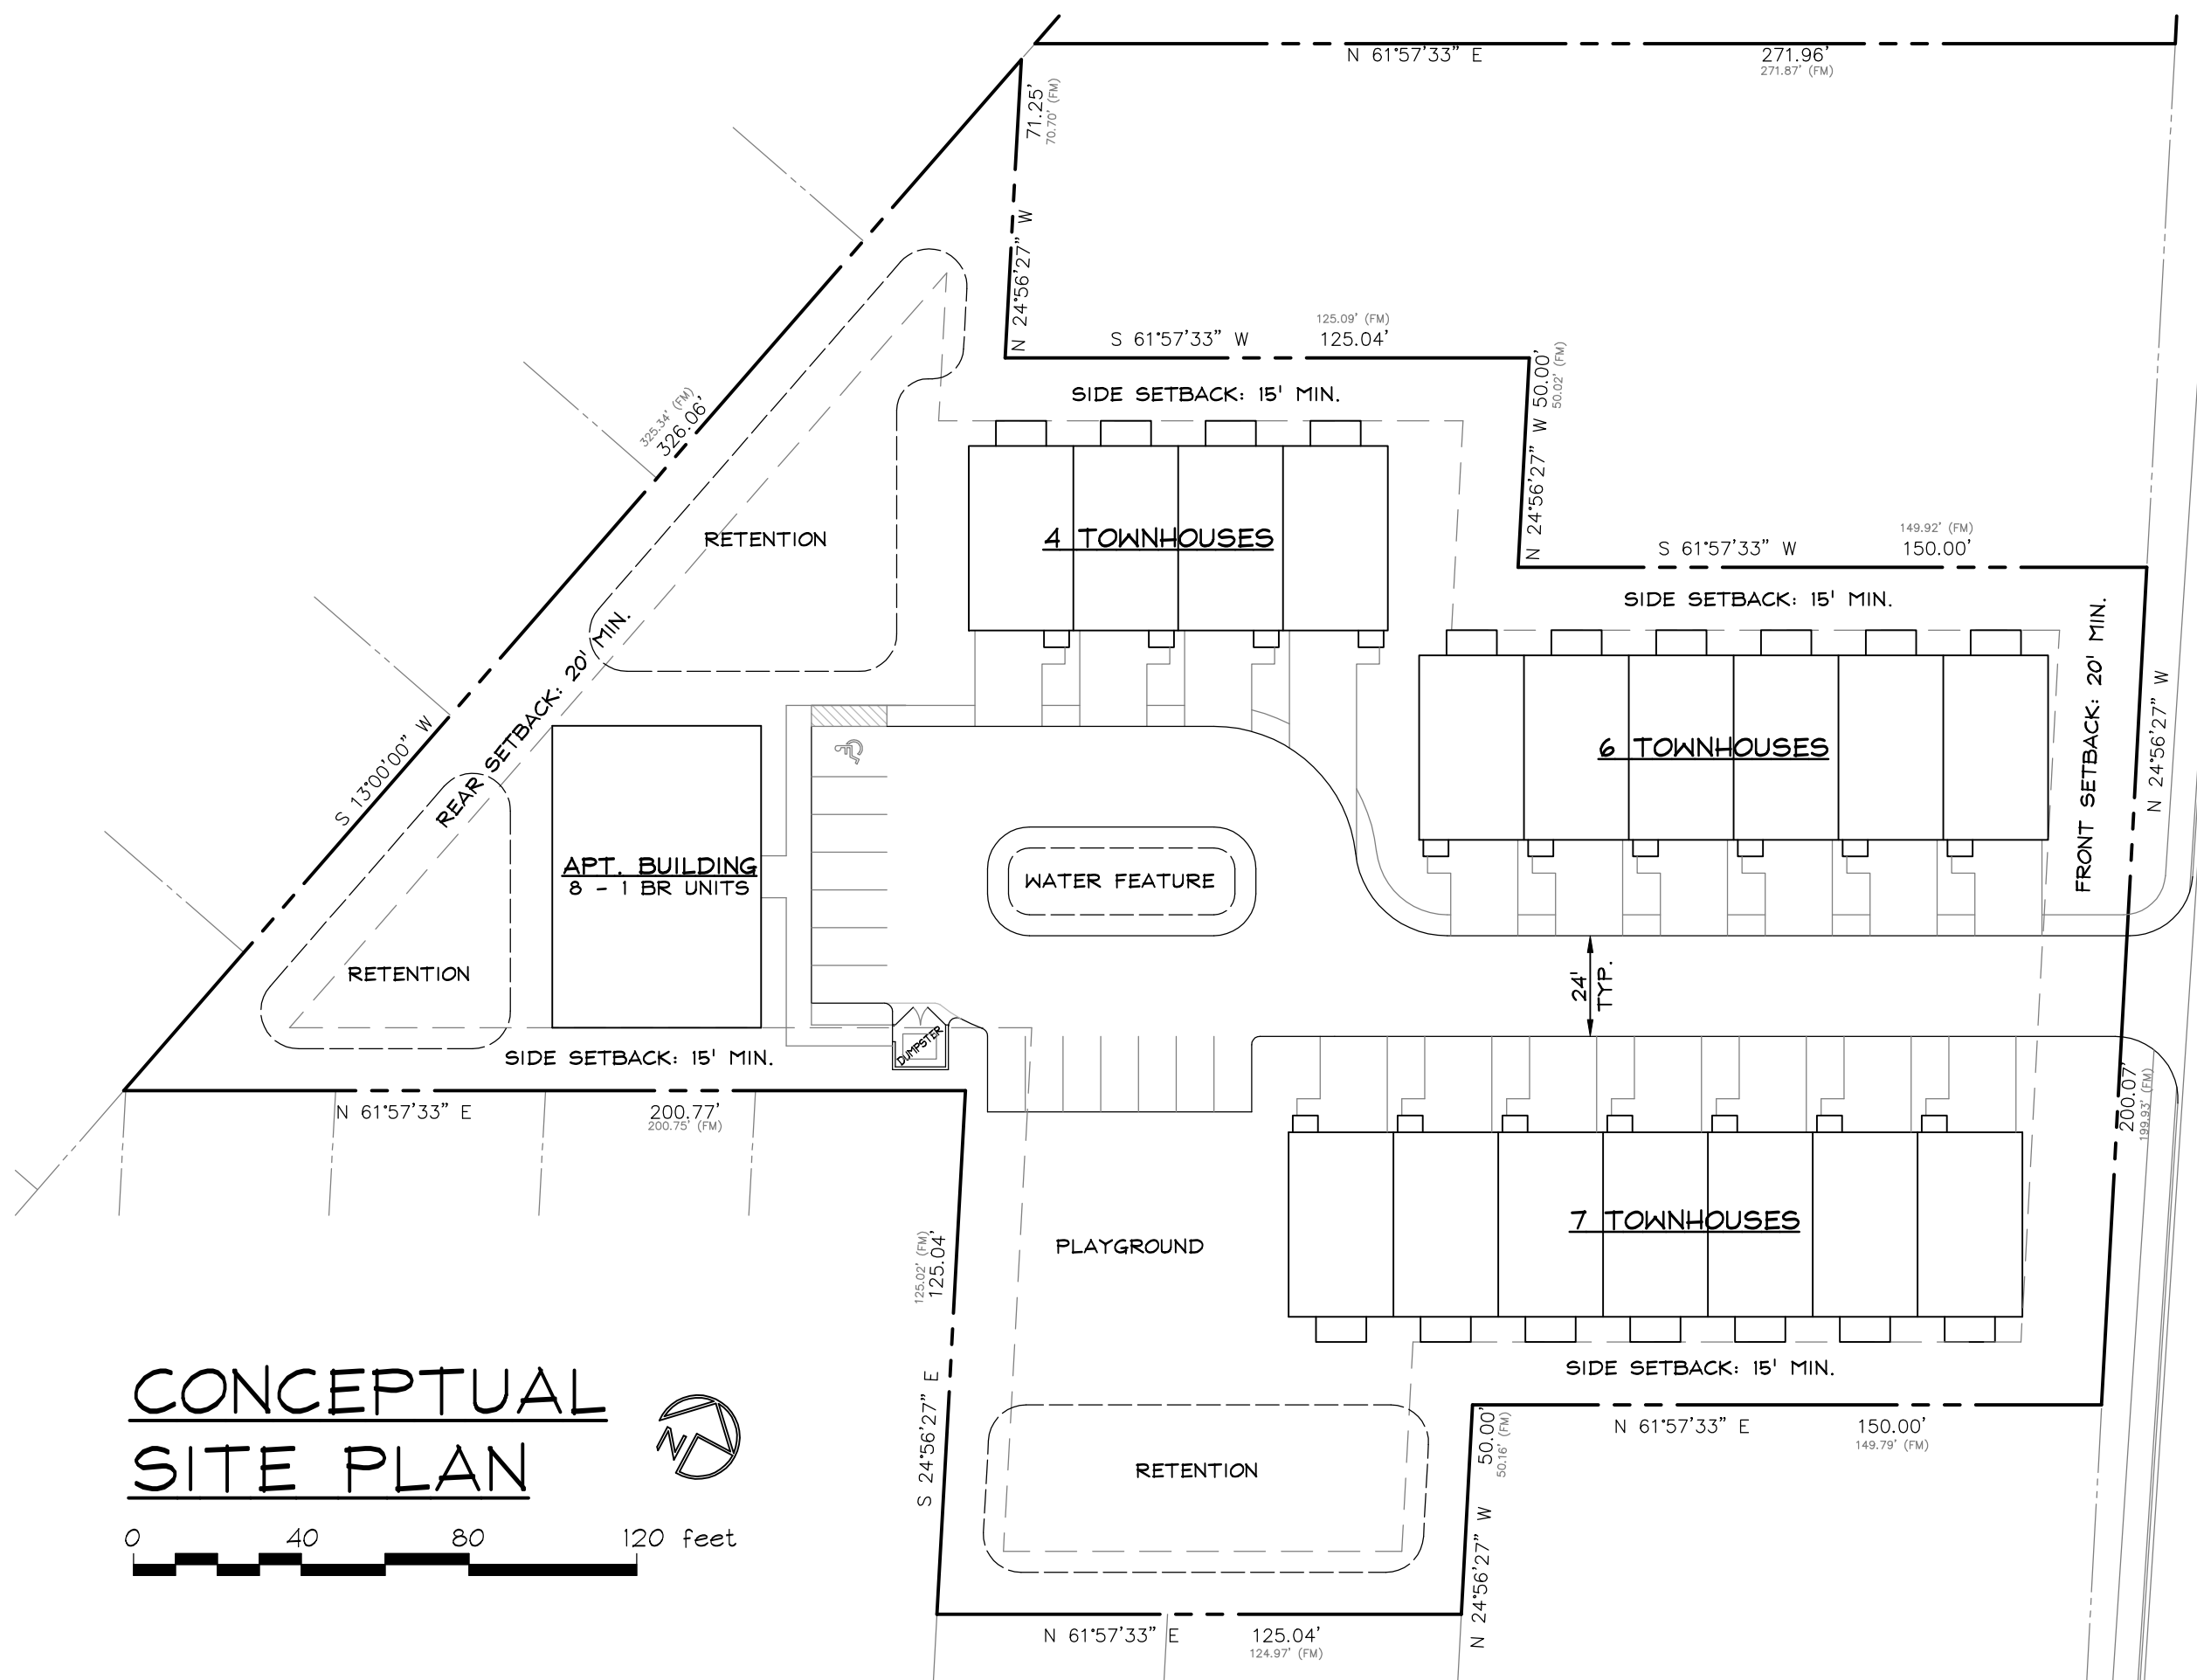 N 61°57'33" E
271.96'
271.87' (FM)
71.25'
70.70' (FM)
N 24°56'27" W
S 61°57'33" W
125.09' (FM)
125.04'
SIDE SETBACK: 15' MIN.
N 24°56'27" W 50.00'
50.02' (FM)
325.34' (FM)
326.06'
S 13°00'00" W
REAR SETBACK: 20' MIN.
RETENTION
4 TOWNHOUSES
S 61°57'33" W
149.92' (FM)
150.00'
SIDE SETBACK: 15' MIN.
FRONT SETBACK: 20' MIN.
N 24°56'27" W
6 TOWNHOUSES
APT. BUILDING
8 - 1 BR UNITS
WATER FEATURE
RETENTION
24'
TYP.
DUMPSTER
SIDE SETBACK: 15' MIN.
N 61°57'33" E
200.77'
200.75' (FM)
200.07'
199.93' (FM)
7 TOWNHOUSES
PLAYGROUND
125.02' (FM)
125.04'
S 24°56'27" E
SIDE SETBACK: 15' MIN.
N 61°57'33" E
150.00'
149.79' (FM)
50.00'
50.16' (FM)
N 24°56'27" W
RETENTION
N 61°57'33" E
125.04'
124.97' (FM)
CONCEPTUAL
SITE PLAN
N
0 40 80 120 feet